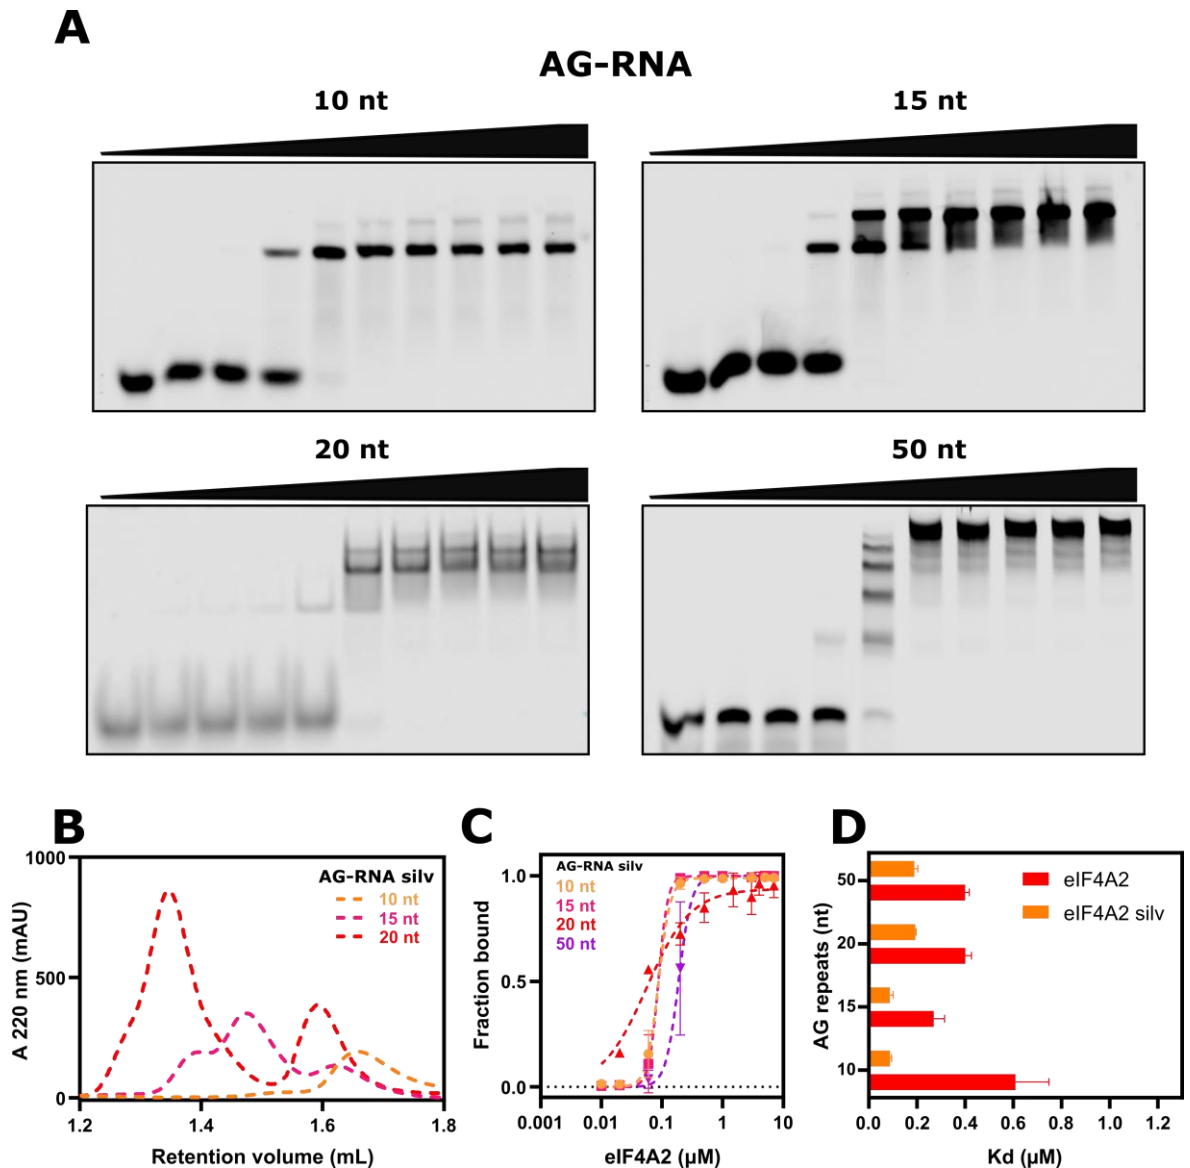 A
AG-RNA
10 nt
15 nt
20 nt
50 nt
B
A 220 nm (mAU)
1000
500
0
1.2
1.4
1.6
1.8
Retention volume (mL)
AG-RNA silv
10 nt
15 nt
20 nt
C
Fraction bound
1.0
0.5
0.0
0.001
0.01
0.1
1
10
eIF4A2 (µM)
AG-RNA silv
10 nt
15 nt
20 nt
50 nt
D
AG repeats (nt)
50
20
15
10
0.0
0.2
0.4
0.6
0.8
1.0
1.2
Kd (µM)
eIF4A2
eIF4A2 silv